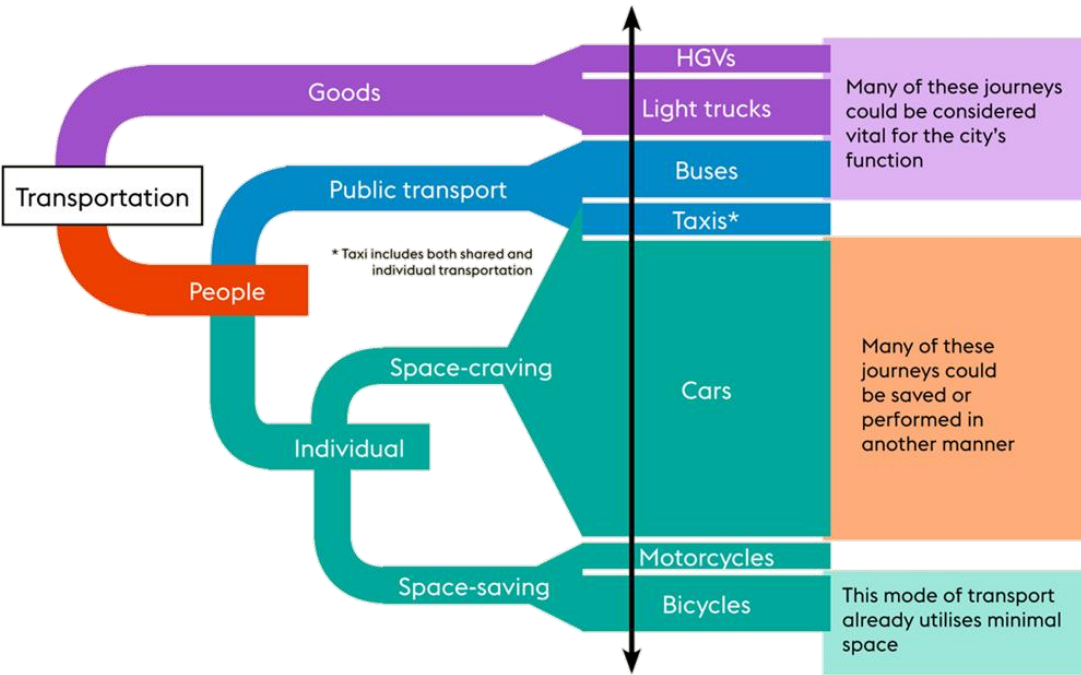 Transportation
Goods
People
Public transport
* Taxi includes both shared and
individual transportation
Individual
Space-craving
Space-saving
HGVs
Light trucks
Buses
Taxis*
Cars
Motorcycles
Bicycles
Many of these journeys
could be considered
vital for the city's
function
Many of these
journeys could
be saved or
performed in
another manner
This mode of transport
already utilises minimal
space